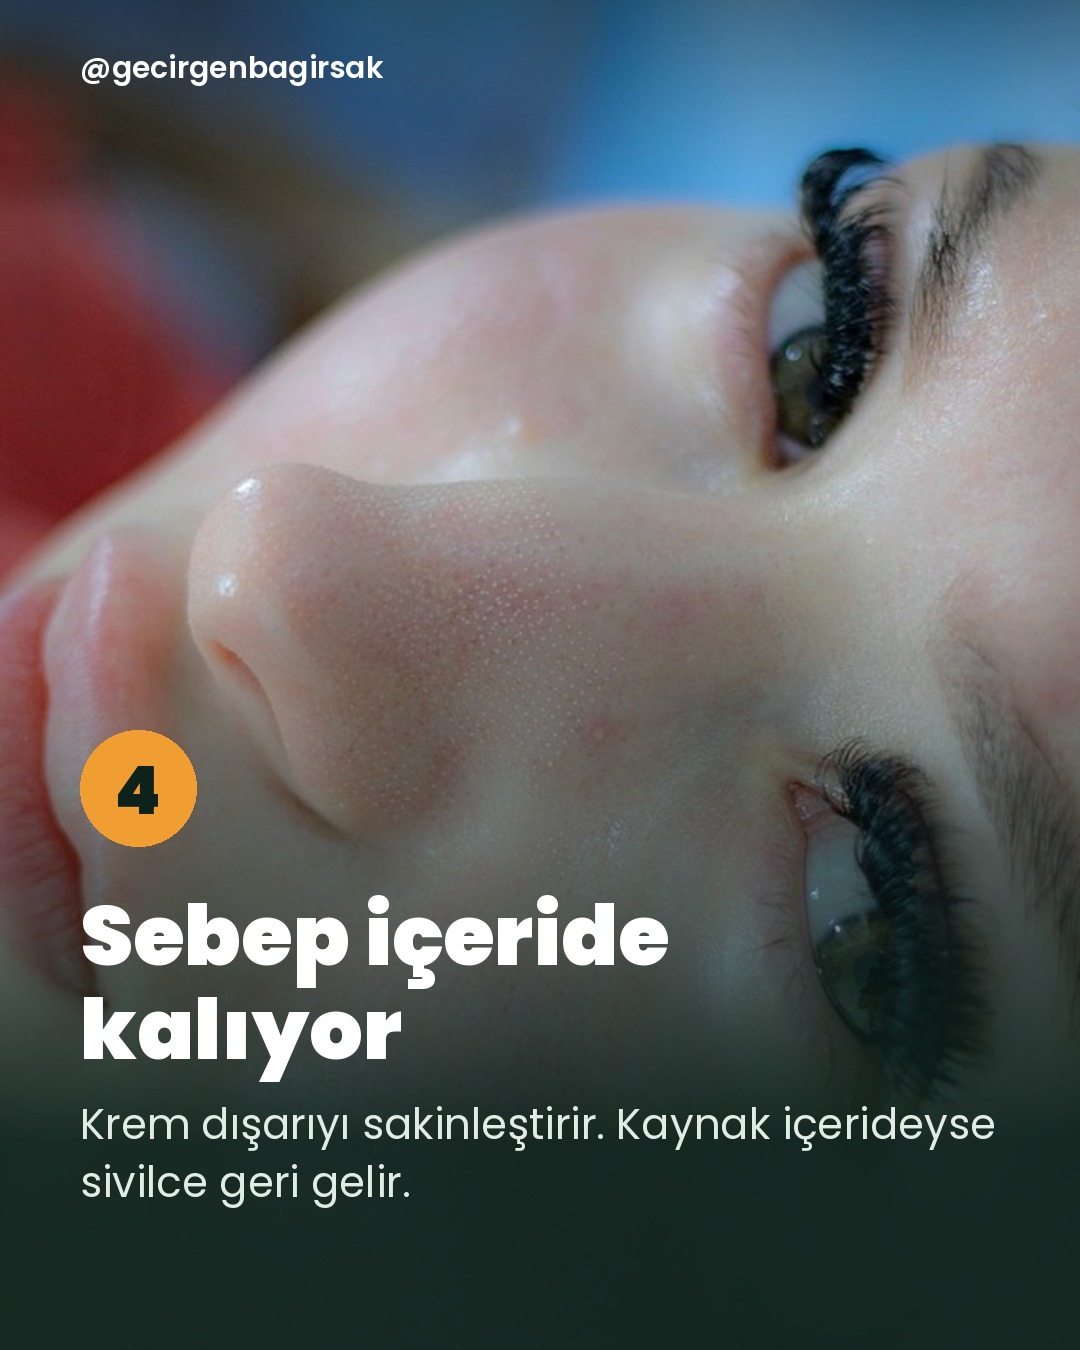 @gecirgenbagirsak
4
Sebep içeride
kalıyor
Krem dışarıyı sakinleştirir. Kaynak içerideyse
sivilce geri gelir.